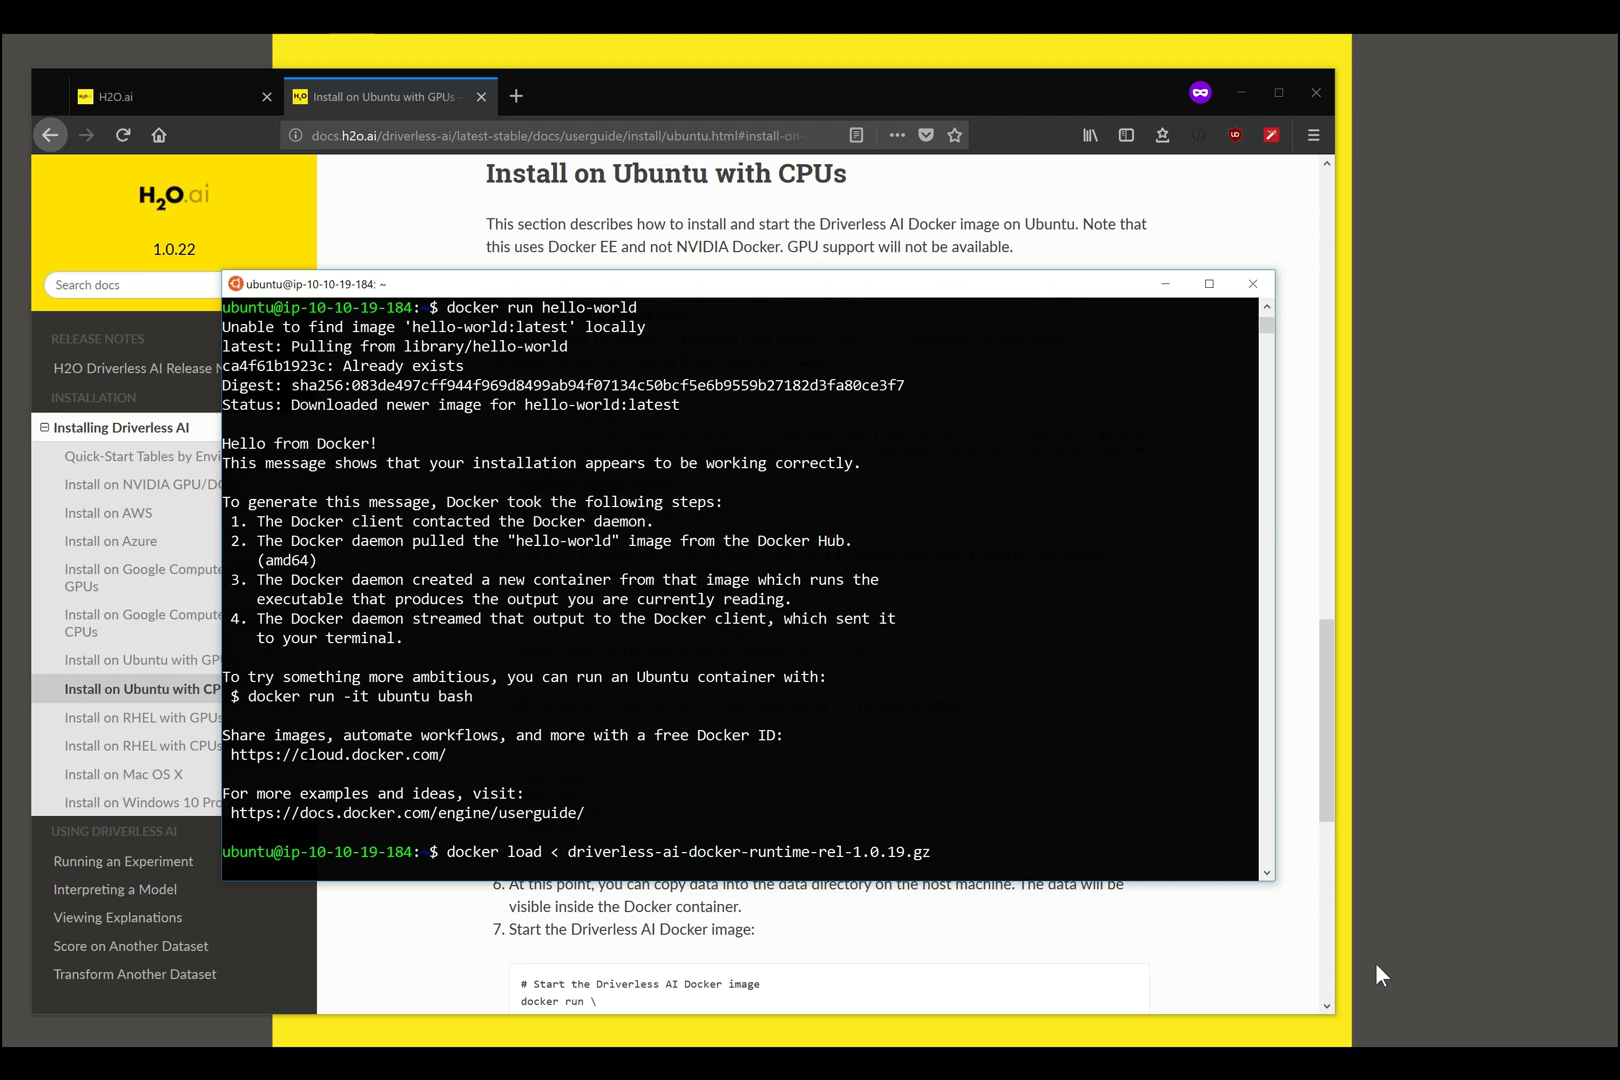 H2O.ai
Install on Ubuntu with GPUs
docs.h2o.ai/driverless-ai/latest-stable/docs/userguide/install/ubuntu.html#install-on-
H2O.ai
1.0.22
Search docs
RELEASE NOTES
H2O Driverless AI Release N
INSTALLATION
Installing Driverless AI
Quick-Start Tables by Envi
Install on NVIDIA GPU/DG
Install on AWS
Install on Azure
Install on Google Compute
GPUs
Install on Google Compute
CPUs
Install on Ubuntu with GP
Install on Ubuntu with CP
Install on RHEL with GPUs
Install on RHEL with CPUs
Install on Mac OS X
Install on Windows 10 Pro
USING DRIVERLESS AI
Running an Experiment
Interpreting a Model
Viewing Explanations
Score on Another Dataset
Transform Another Dataset
Install on Ubuntu with CPUs
This section describes how to install and start the Driverless AI Docker image on Ubuntu. Note that
this uses Docker EE and not NVIDIA Docker. GPU support will not be available.
ubuntu@ip-10-10-19-184: ~
ubuntu@ip-10-10-19-184:~$ docker run hello-world
Unable to find image 'hello-world:latest' locally
latest: Pulling from library/hello-world
ca4f61b1923c: Already exists
Digest: sha256:083de497cff944f969d8499ab94f07134c50bcf5e6b9559b27182d3fa80ce3f7
Status: Downloaded newer image for hello-world:latest
Hello from Docker!
This message shows that your installation appears to be working correctly.
To generate this message, Docker took the following steps:
1. The Docker client contacted the Docker daemon.
2. The Docker daemon pulled the "hello-world" image from the Docker Hub.
(amd64)
3. The Docker daemon created a new container from that image which runs the
executable that produces the output you are currently reading.
4. The Docker daemon streamed that output to the Docker client, which sent it
to your terminal.
To try something more ambitious, you can run an Ubuntu container with:
$ docker run -it ubuntu bash
Share images, automate workflows, and more with a free Docker ID:
https://cloud.docker.com/
For more examples and ideas, visit:
https://docs.docker.com/engine/userguide/
ubuntu@ip-10-10-19-184:~$ docker load < driverless-ai-docker-runtime-rel-1.0.19.gz
6. At this point, you can copy data into the data directory on the host machine. The data will be
visible inside the Docker container.
7. Start the Driverless AI Docker image:
# Start the Driverless AI Docker image
docker run \